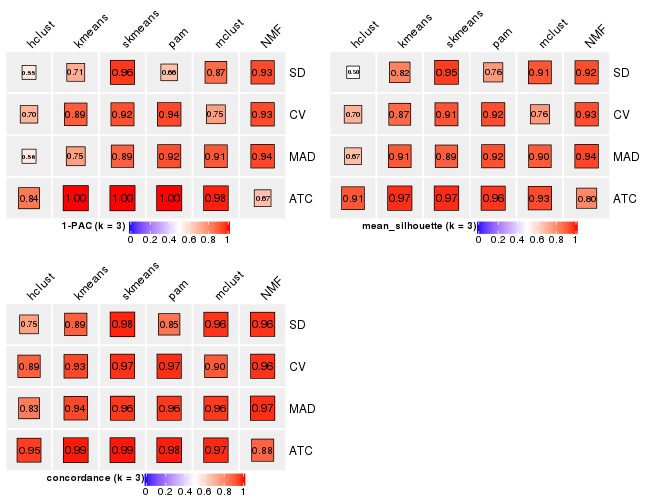 hclust kmeans skmeans pam mclust NMF
0.55 0.71 0.96 0.66 0.87 0.93 SD
0.70 0.89 0.92 0.94 0.75 0.93 CV
0.56 0.75 0.89 0.92 0.91 0.94 MAD
0.84 1.00 1.00 1.00 0.98 0.67 ATC
1-PAC (k = 3)
0 0.2 0.4 0.6 0.8 1
hclust kmeans skmeans pam mclust NMF
0.50 0.82 0.95 0.76 0.91 0.92 SD
0.70 0.87 0.91 0.92 0.76 0.93 CV
0.67 0.91 0.89 0.92 0.90 0.94 MAD
0.91 0.97 0.97 0.96 0.93 0.80 ATC
mean_silhouette (k = 3)
0 0.2 0.4 0.6 0.8 1
hclust kmeans skmeans pam mclust NMF
0.75 0.89 0.98 0.85 0.96 0.96 SD
0.89 0.93 0.97 0.97 0.90 0.96 CV
0.83 0.94 0.96 0.96 0.96 0.97 MAD
0.95 0.99 0.99 0.98 0.97 0.88 ATC
concordance (k = 3)
0 0.2 0.4 0.6 0.8 1